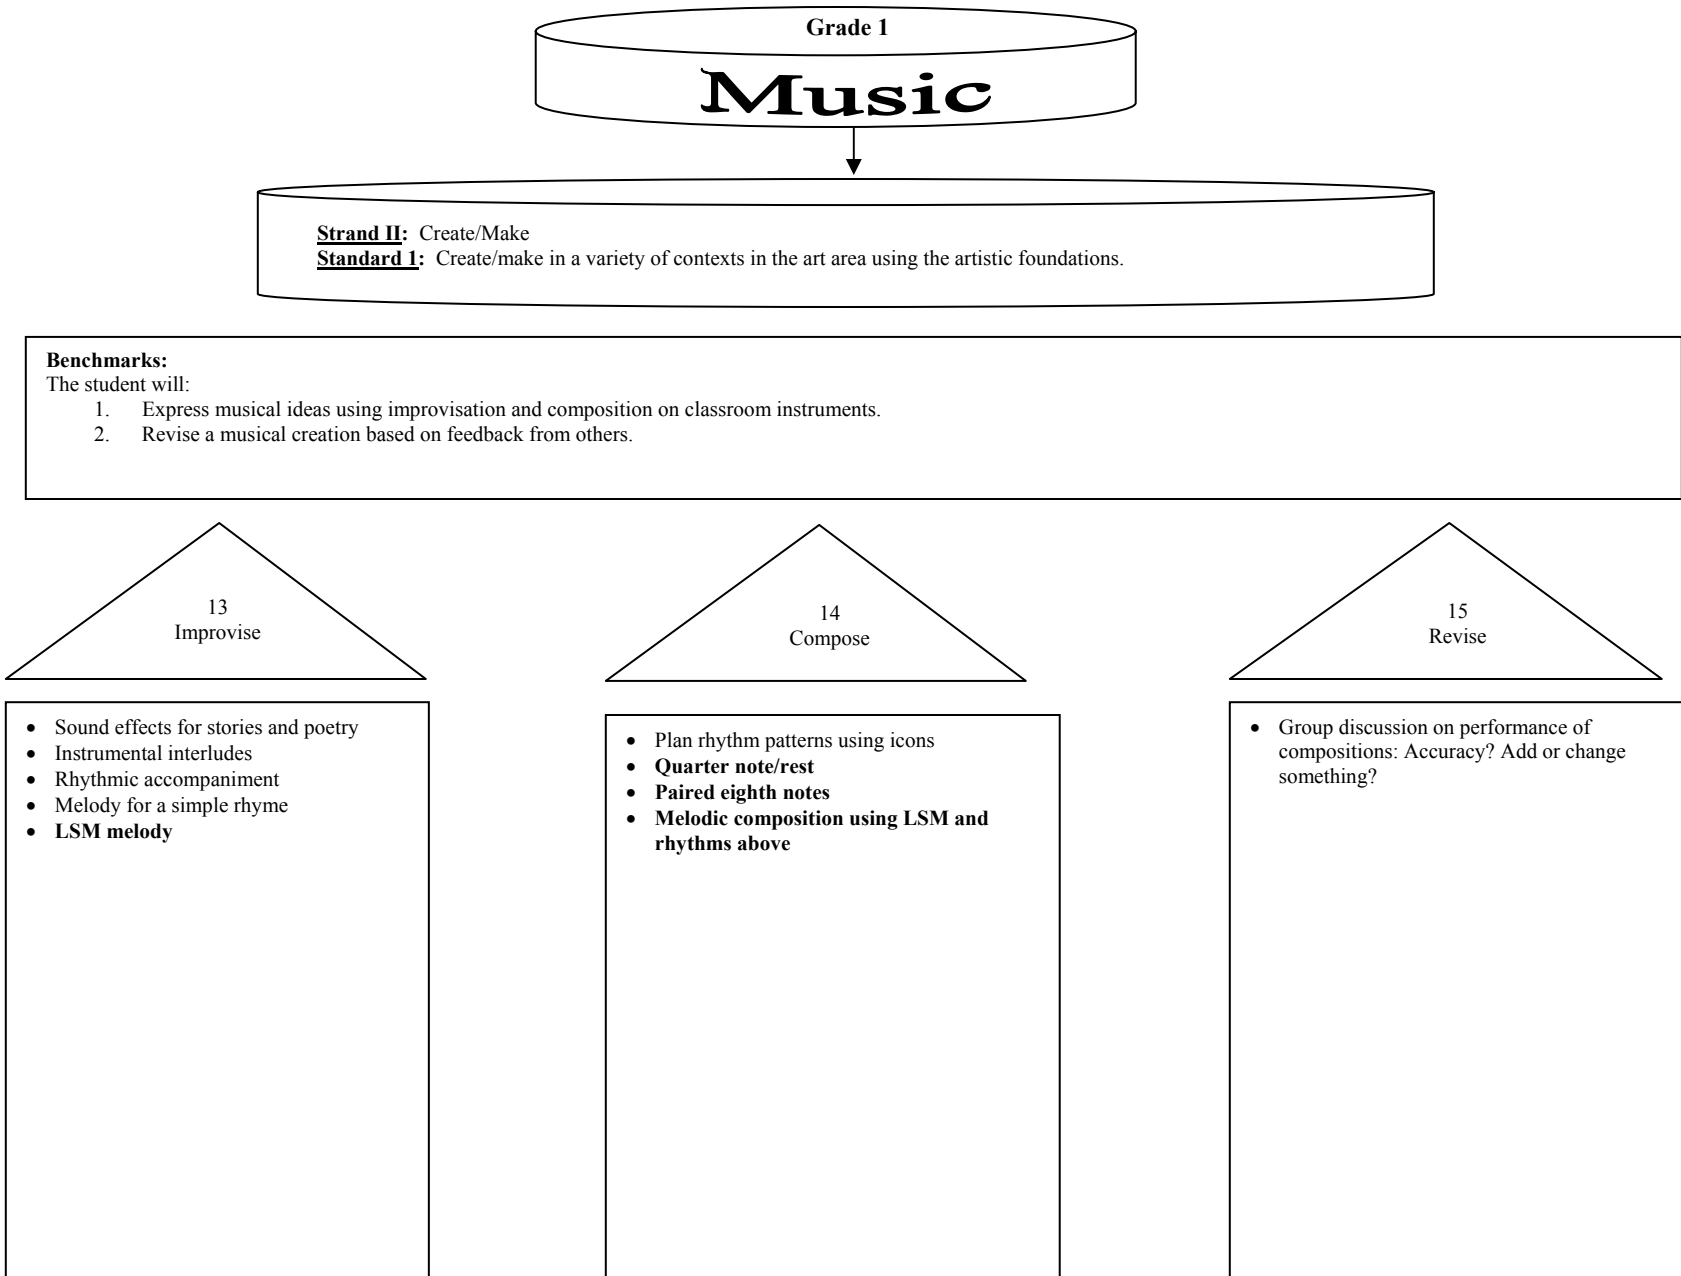 Grade 1
Music
Strand II: Create/Make
Standard 1: Create/make in a variety of contexts in the art area using the artistic foundations.
Benchmarks:
The student will:
1. Express musical ideas using improvisation and composition on classroom instruments.
2. Revise a musical creation based on feedback from others.
13
Improvise
• Sound effects for stories and poetry
• Instrumental interludes
• Rhythmic accompaniment
• Melody for a simple rhyme
• LSM melody
14
Compose
• Plan rhythm patterns using icons
• Quarter note/rest
• Paired eighth notes
• Melodic composition using LSM and
rhythms above
15
Revise
• Group discussion on performance of
compositions: Accuracy? Add or change
something?